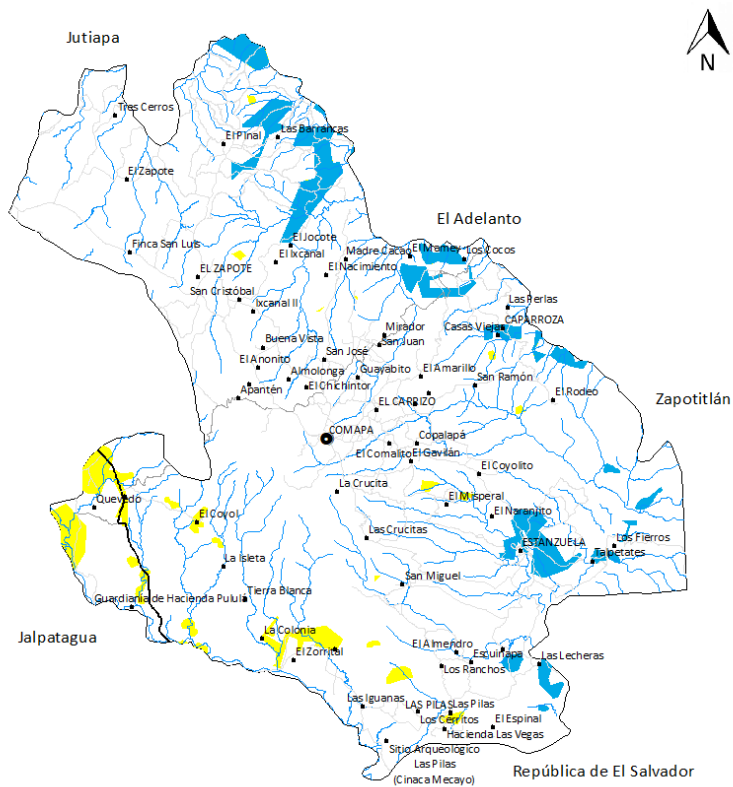 Jutiapa
N
Tres Cerros
El Pinal
Las Barrancas
El Zapote
El Adelanto
Finca San Luis
El Jocote
El Ixcanal
Madre Cacao
El Mamey
Los Cocos
EL ZAPOTE
El Nacimiento
San Cristóbal
Ixcanal II
Las Perlas
Mirador
Casas Viejas
CAPARROZA
Buena Vista
San Juan
El Anonito
San José
Almolonga
Guayabito
El Amarillo
San Ramón
Apantén
El Chichintor
El Rodeo
Zapotitlán
EL CARRIZO
COMAPA
Copalapá
El Comalito
El Gavilán
El Coyolito
La Crucita
Quevedo
El Misperal
El Coyol
El Naranjito
Las Crucitas
ESTANZUELA
Los Fierros
Talpetates
La Isleta
San Miguel
Guardianía de Hacienda Pululá
Tierra Blanca
Jalpatagua
La Colonia
El Almendro
Esquinapa
Las Lecheras
El Zorrital
Los Ranchos
Las Iguanas
LAS PILAS
Las Pilas
Los Cerritos
El Espinal
Hacienda Las Vegas
Sitio Arqueológico
Las Pilas
(Cinaca Mecayo)
República de El Salvador